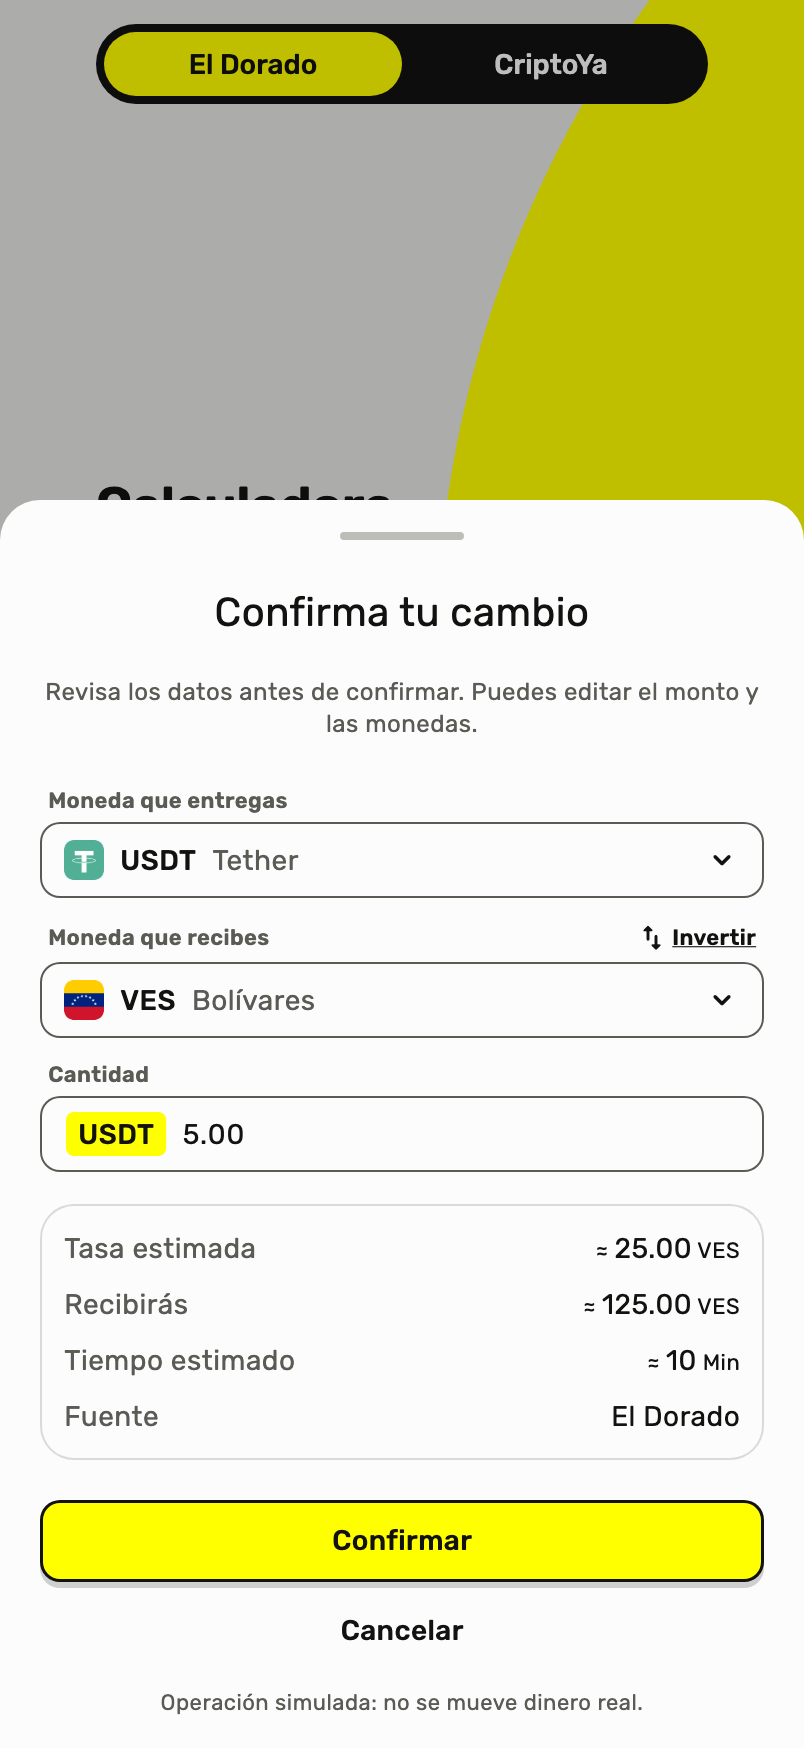 El Dorado
CriptoYa
Calculadora
Confirma tu cambio
Revisa los datos antes de confirmar. Puedes editar el monto y
las monedas.
Moneda que entregas
USDT Tether
Moneda que recibes
Invertir
VES Bolívares
Cantidad
USDT 5.00
Tasa estimada ≈ 25.00 VES
Recibirás ≈ 125.00 VES
Tiempo estimado ≈ 10 Min
Fuente El Dorado
Confirmar
Cancelar
Operación simulada: no se mueve dinero real.